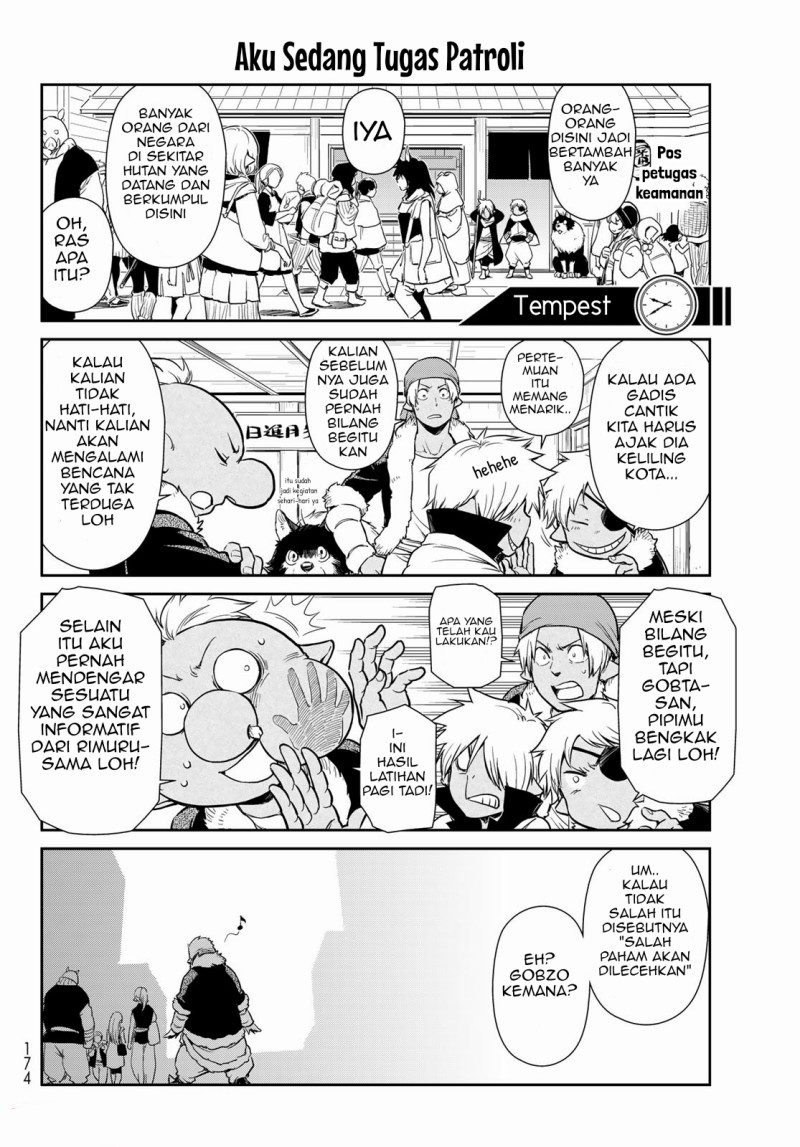 Aku Sedang Tugas Patroli
ORANG-
ORANG
DISINI JADI
BERTAMBAH
BANYAK
YA
Pos
petugas
keamanan
IYA
BANYAK
ORANG DARI
NEGARA
DI SEKITAR
HUTAN YANG
DATANG DAN
BERKUMPUL
DISINI
OH,
RAS
APA
ITU?
Tempest
KALAU ADA
GADIS
CANTIK
KITA HARUS
AJAK DIA
KELILING
KOTA...
PERTE-
MUAN
ITU
MEMANG
MENARIK..
hehehe
KALIAN
SEBELUM
NYA JUGA
SUDAH
PERNAH
BILANG
BEGITU
KAN
日進月歩
itu sudah
jadi kegiatan
sehari-hari ya
KALAU
KALIAN
TIDAK
HATI-HATI,
NANTI KALIAN
AKAN
MENGALAMI
BENCANA
YANG TAK
TERDUGA
LOH
MESKI
BILANG
BEGITU,
TAPI
GOBTA-
SAN,
PIPIMU
BENGKAK
LAGI LOH!
APA YANG
TELAH KAU
LAKUKAN!?
I-
INI
HASIL
LATIHAN
PAGI TADI!
SELAIN
ITU AKU
PERNAH
MENDENGAR
SESUATU
YANG SANGAT
INFORMATIF
DARI RIMURU-
SAMA LOH!
UM..
KALAU
TIDAK
SALAH ITU
DISEBUTNYA
"SALAH
PAHAM AKAN
DILECEHKAN"
EH?
GOBZO
KEMANA?
174